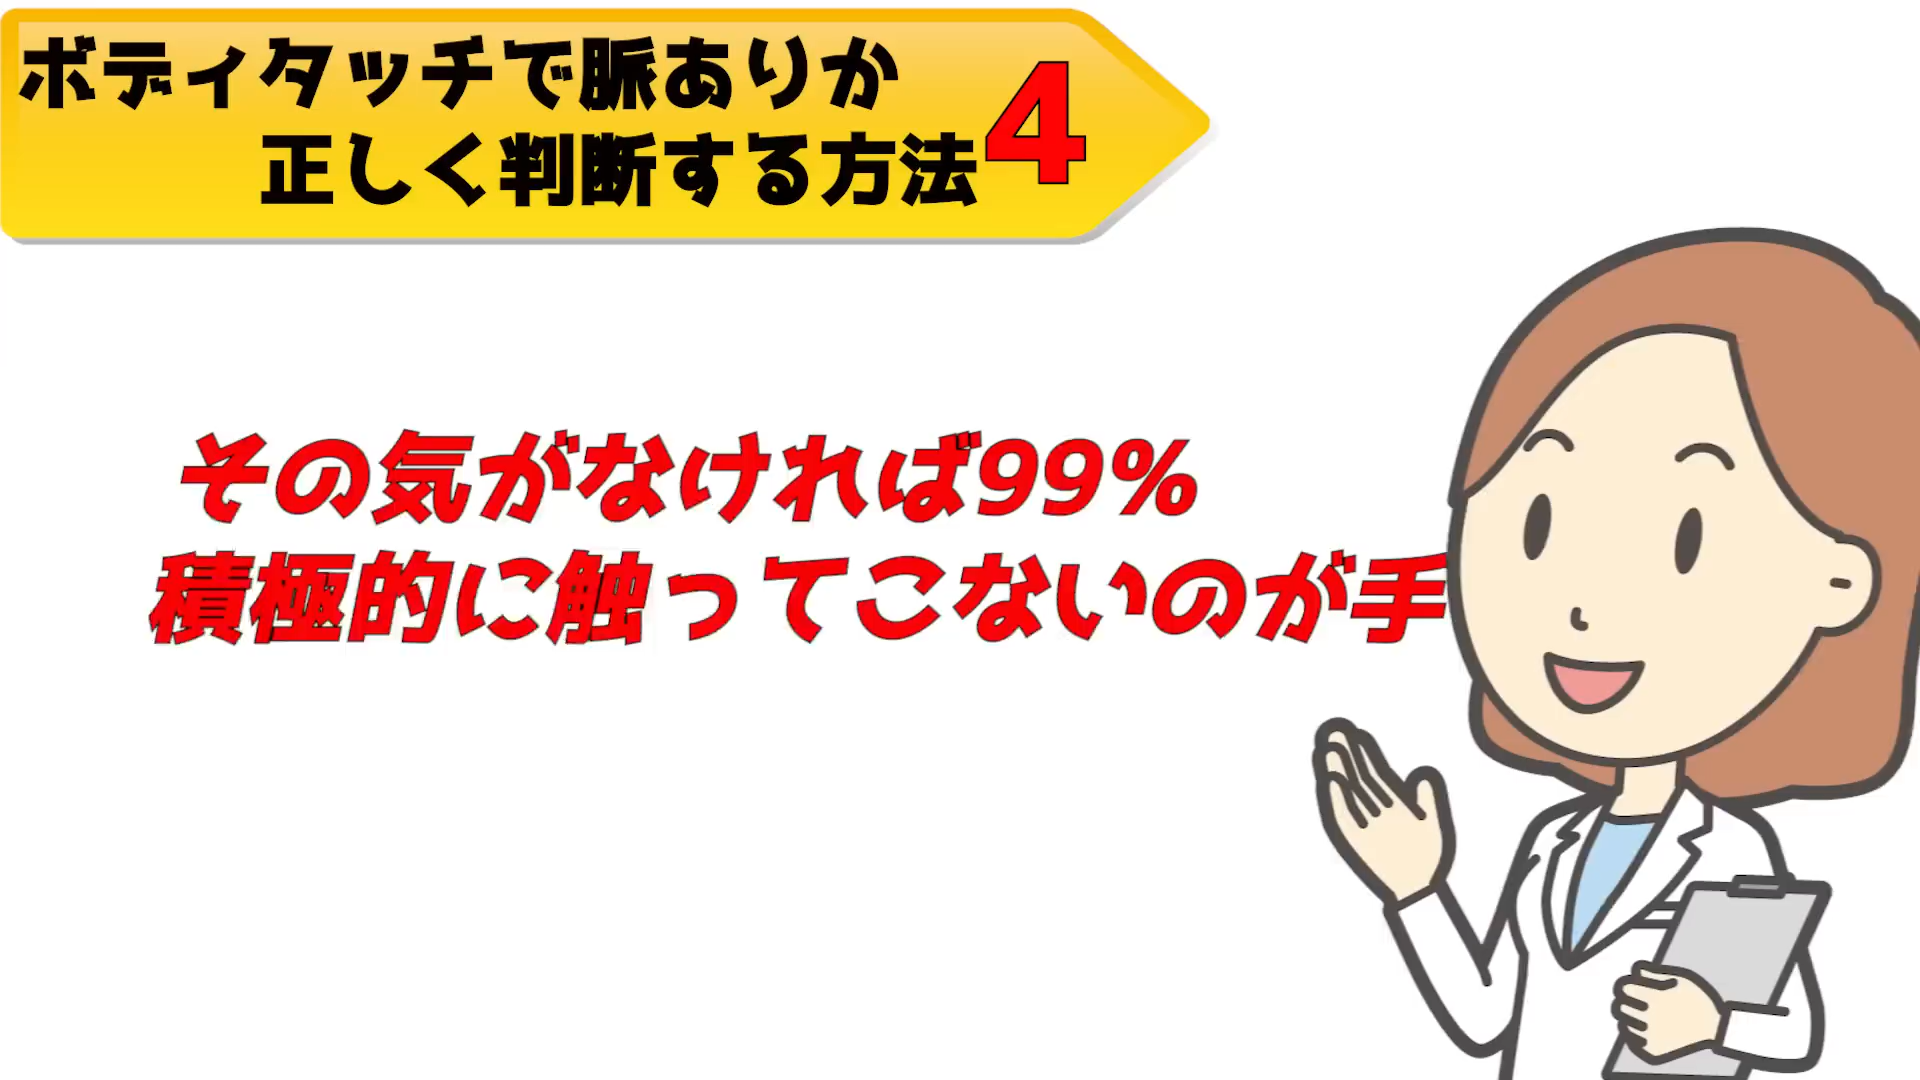 ボディタッチで脈ありか
正しく判断する方法4
その気がなければ99%
積極的に触ってこないのが手